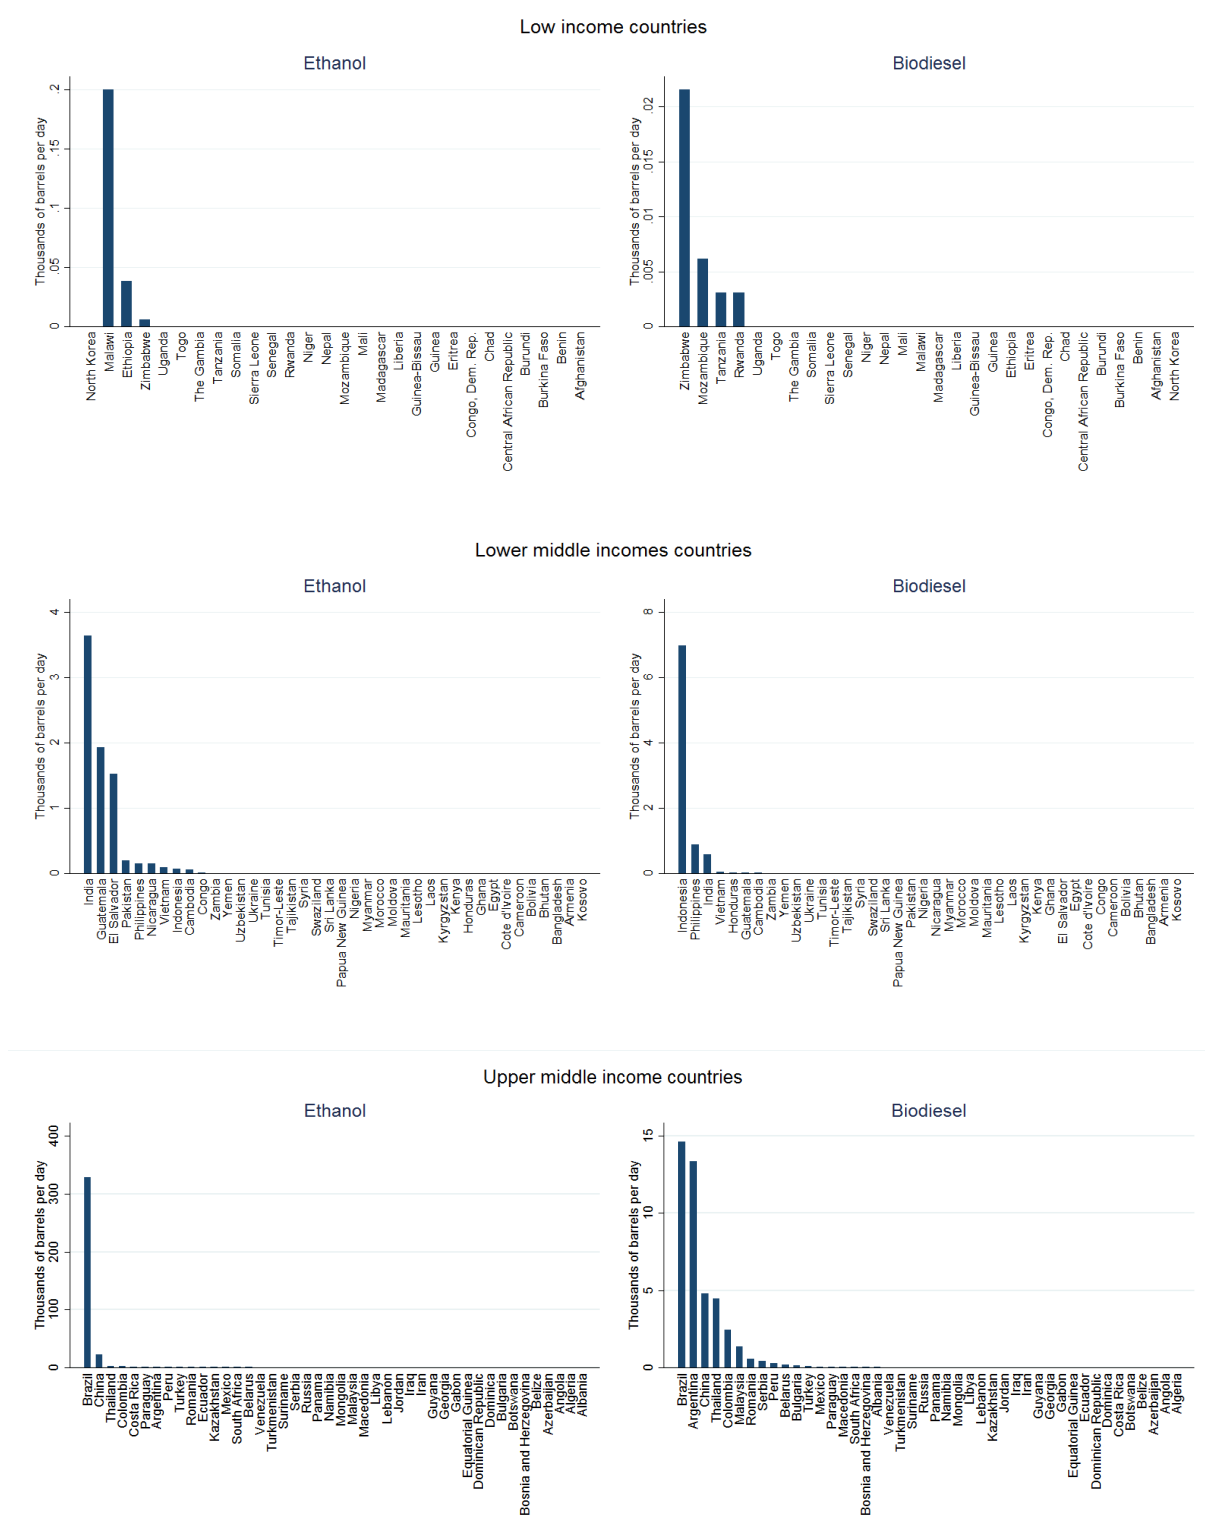 Low income countries
Ethanol
Thousands of barrels per day
0
.05
.1
.15
.2
North Korea
Malawi
Ethiopia
Zimbabwe
Uganda
Togo
The Gambia
Tanzania
Somalia
Sierra Leone
Senegal
Rwanda
Niger
Nepal
Mozambique
Mali
Madagascar
Liberia
Guinea-Bissau
Guinea
Eritrea
Congo, Dem. Rep.
Chad
Central African Republic
Burundi
Burkina Faso
Benin
Afghanistan
Biodiesel
Thousands of barrels per day
0
.005
.01
.015
.02
Zimbabwe
Mozambique
Tanzania
Rwanda
Uganda
Togo
The Gambia
Somalia
Sierra Leone
Senegal
Niger
Nepal
Mali
Malawi
Madagascar
Liberia
Guinea-Bissau
Guinea
Ethiopia
Eritrea
Congo, Dem. Rep.
Chad
Central African Republic
Burundi
Burkina Faso
Benin
Afghanistan
North Korea
Lower middle incomes countries
Ethanol
Thousands of barrels per day
0
1
2
3
4
India
Guatemala
El Salvador
Pakistan
Philippines
Nicaragua
Vietnam
Indonesia
Cambodia
Congo
Zambia
Yemen
Uzbekistan
Ukraine
Tunisia
Timor-Leste
Tajikistan
Syria
Swaziland
Sri Lanka
Papua New Guinea
Nigeria
Myanmar
Morocco
Moldova
Mauritania
Lesotho
Laos
Kyrgyzstan
Kenya
Honduras
Ghana
Egypt
Cote d'Ivoire
Cameroon
Bolivia
Bhutan
Bangladesh
Armenia
Kosovo
Biodiesel
Thousands of barrels per day
0
2
4
6
8
Indonesia
Philippines
India
Vietnam
Honduras
Guatemala
Cambodia
Zambia
Yemen
Uzbekistan
Ukraine
Tunisia
Timor-Leste
Tajikistan
Syria
Swaziland
Sri Lanka
Papua New Guinea
Pakistan
Nigeria
Nicaragua
Myanmar
Morocco
Moldova
Mauritania
Lesotho
Laos
Kyrgyzstan
Kenya
Ghana
El Salvador
Egypt
Cote d'Ivoire
Congo
Cameroon
Bolivia
Bhutan
Bangladesh
Armenia
Kosovo
Upper middle income countries
Ethanol
Thousands of barrels per day
0
100
200
300
400
Brazil
China
Thailand
Colombia
Costa Rica
Paraguay
Argentina
Peru
Turkey
Romania
Ecuador
Kazakhstan
Mexico
South Africa
Belarus
Venezuela
Turkmenistan
Suriname
Serbia
Russia
Panama
Namibia
Mongolia
Malaysia
Macedonia
Libya
Lebanon
Jordan
Iraq
Iran
Guyana
Georgia
Gabon
Equatorial Guinea
Dominican Republic
Dominica
Bulgaria
Botswana
Bosnia and Herzegovina
Belize
Azerbaijan
Angola
Algeria
Albania
Biodiesel
Thousands of barrels per day
0
5
10
15
Brazil
Argentina
China
Thailand
Colombia
Malaysia
Romania
Serbia
Peru
Belarus
Bulgaria
Turkey
Mexico
Paraguay
Macedonia
South Africa
Bosnia and Herzegovina
Albania
Venezuela
Turkmenistan
Suriname
Russia
Panama
Namibia
Mongolia
Libya
Lebanon
Kazakhstan
Jordan
Iraq
Iran
Guyana
Georgia
Gabon
Equatorial Guinea
Ecuador
Dominican Republic
Dominica
Costa Rica
Botswana
Belize
Azerbaijan
Angola
Algeria